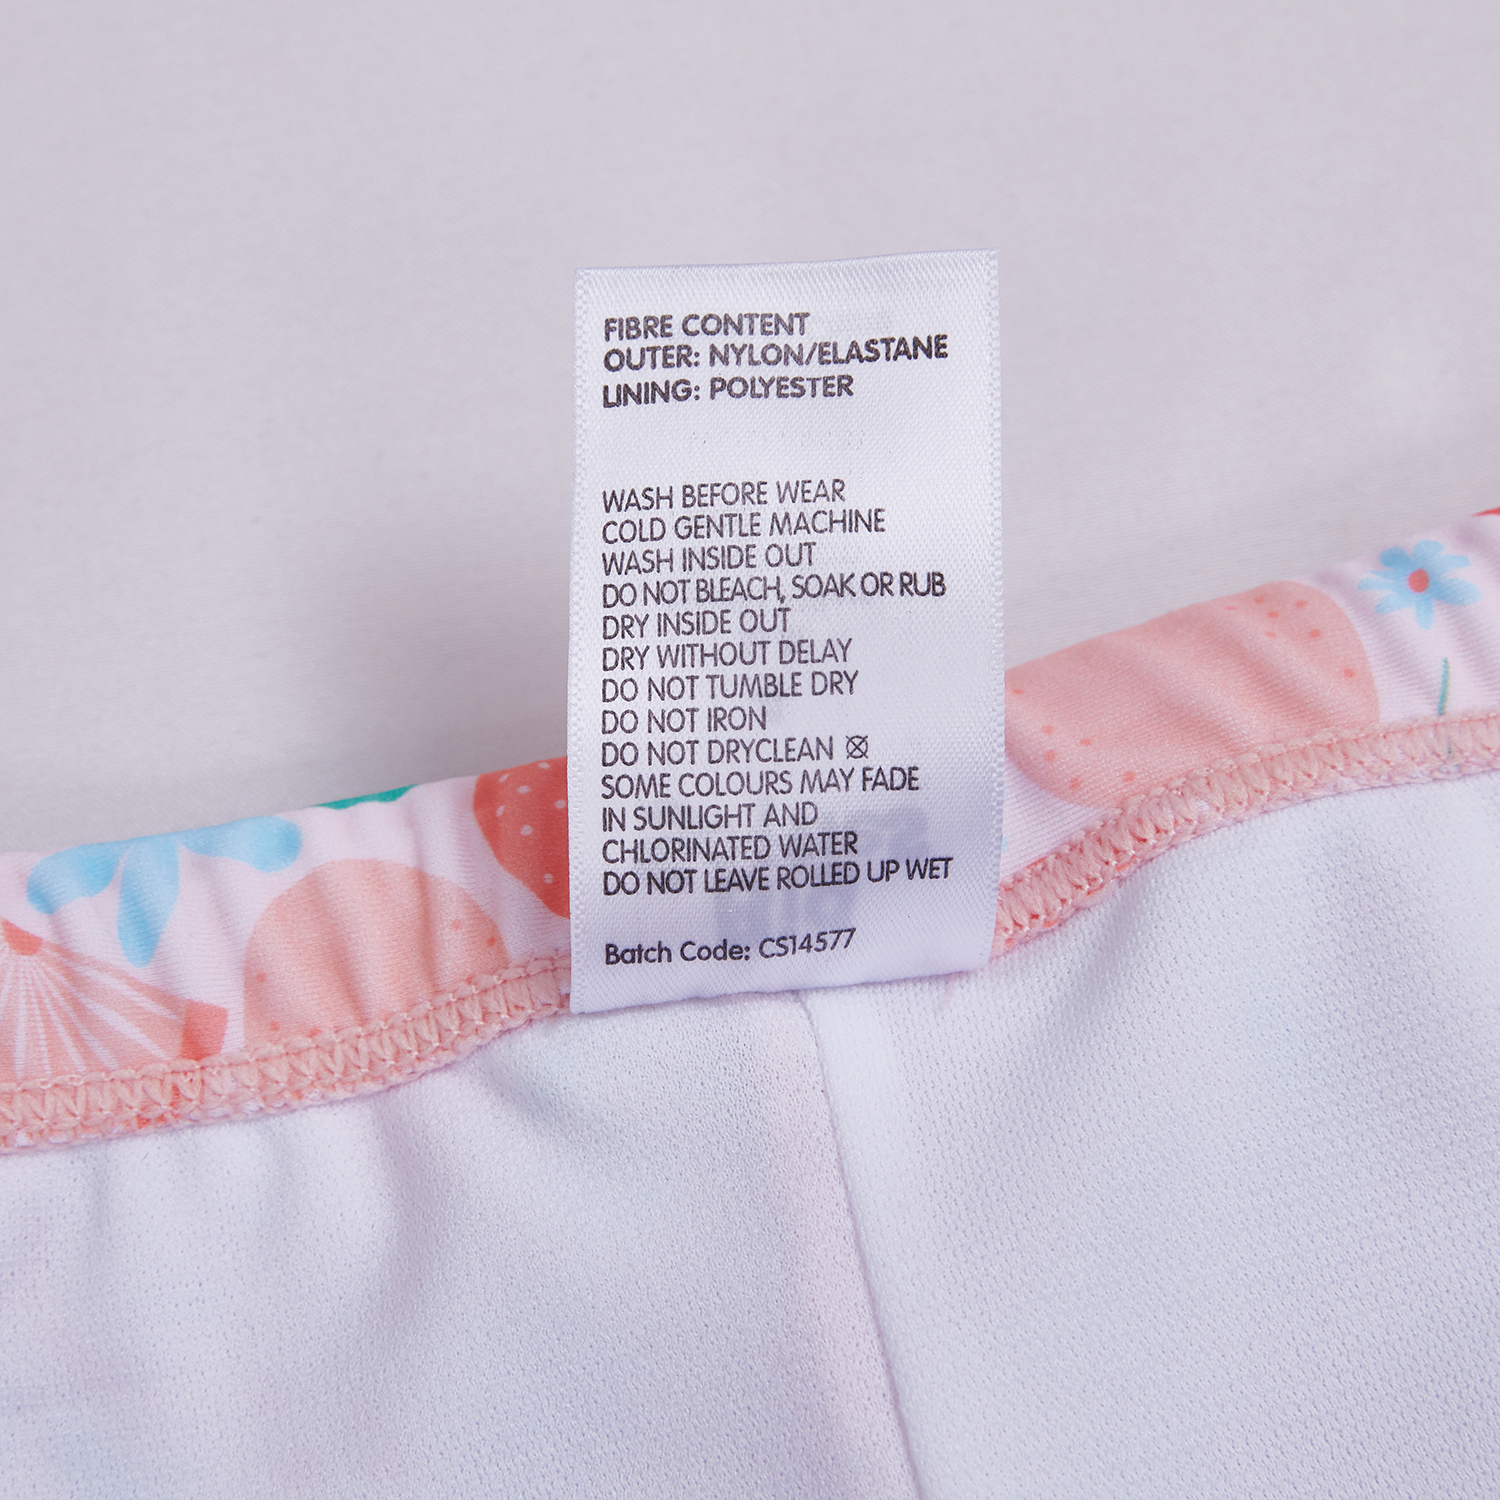 FIBRE CONTENT
OUTER: NYLON/ELASTANE
LINING: POLYESTER
WASH BEFORE WEAR
COLD GENTLE MACHINE
WASH INSIDE OUT
DO NOT BLEACH, SOAK OR RUB
DRY INSIDE OUT
DRY WITHOUT DELAY
DO NOT TUMBLE DRY
DO NOT IRON
DO NOT DRYCLEAN
SOME COLOURS MAY FADE
IN SUNLIGHT AND
CHLORINATED WATER
DO NOT LEAVE ROLLED UP WET
Batch Code: CS14577